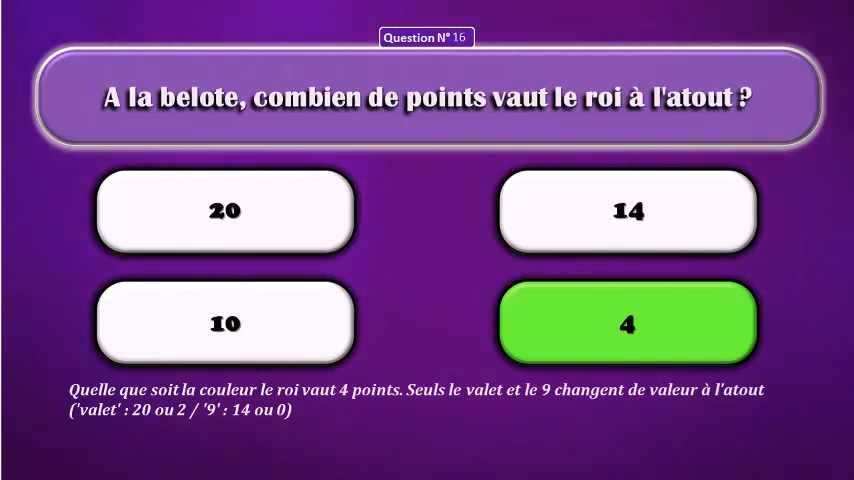 Question N° 16
A la belote, combien de points vaut le roi à l'atout ?
20
14
10
4
Quelle que soit la couleur le roi vaut 4 points. Seuls le valet et le 9 changent de valeur à l'atout
('valet' : 20 ou 2 / '9' : 14 ou 0)